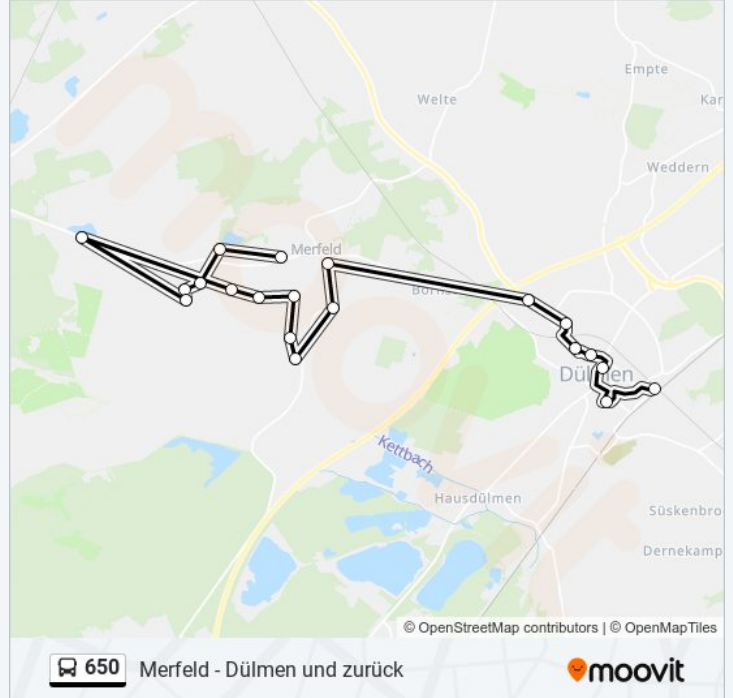 Empte
Welte
Kar
Weddern
Merfeld
Dülmen
Kettbach
Hausdülmen
Süskenbro
Dernekamp
© OpenStreetMap contributors | © OpenMapTiles
650 Merfeld - Dülmen und zurück
moovit